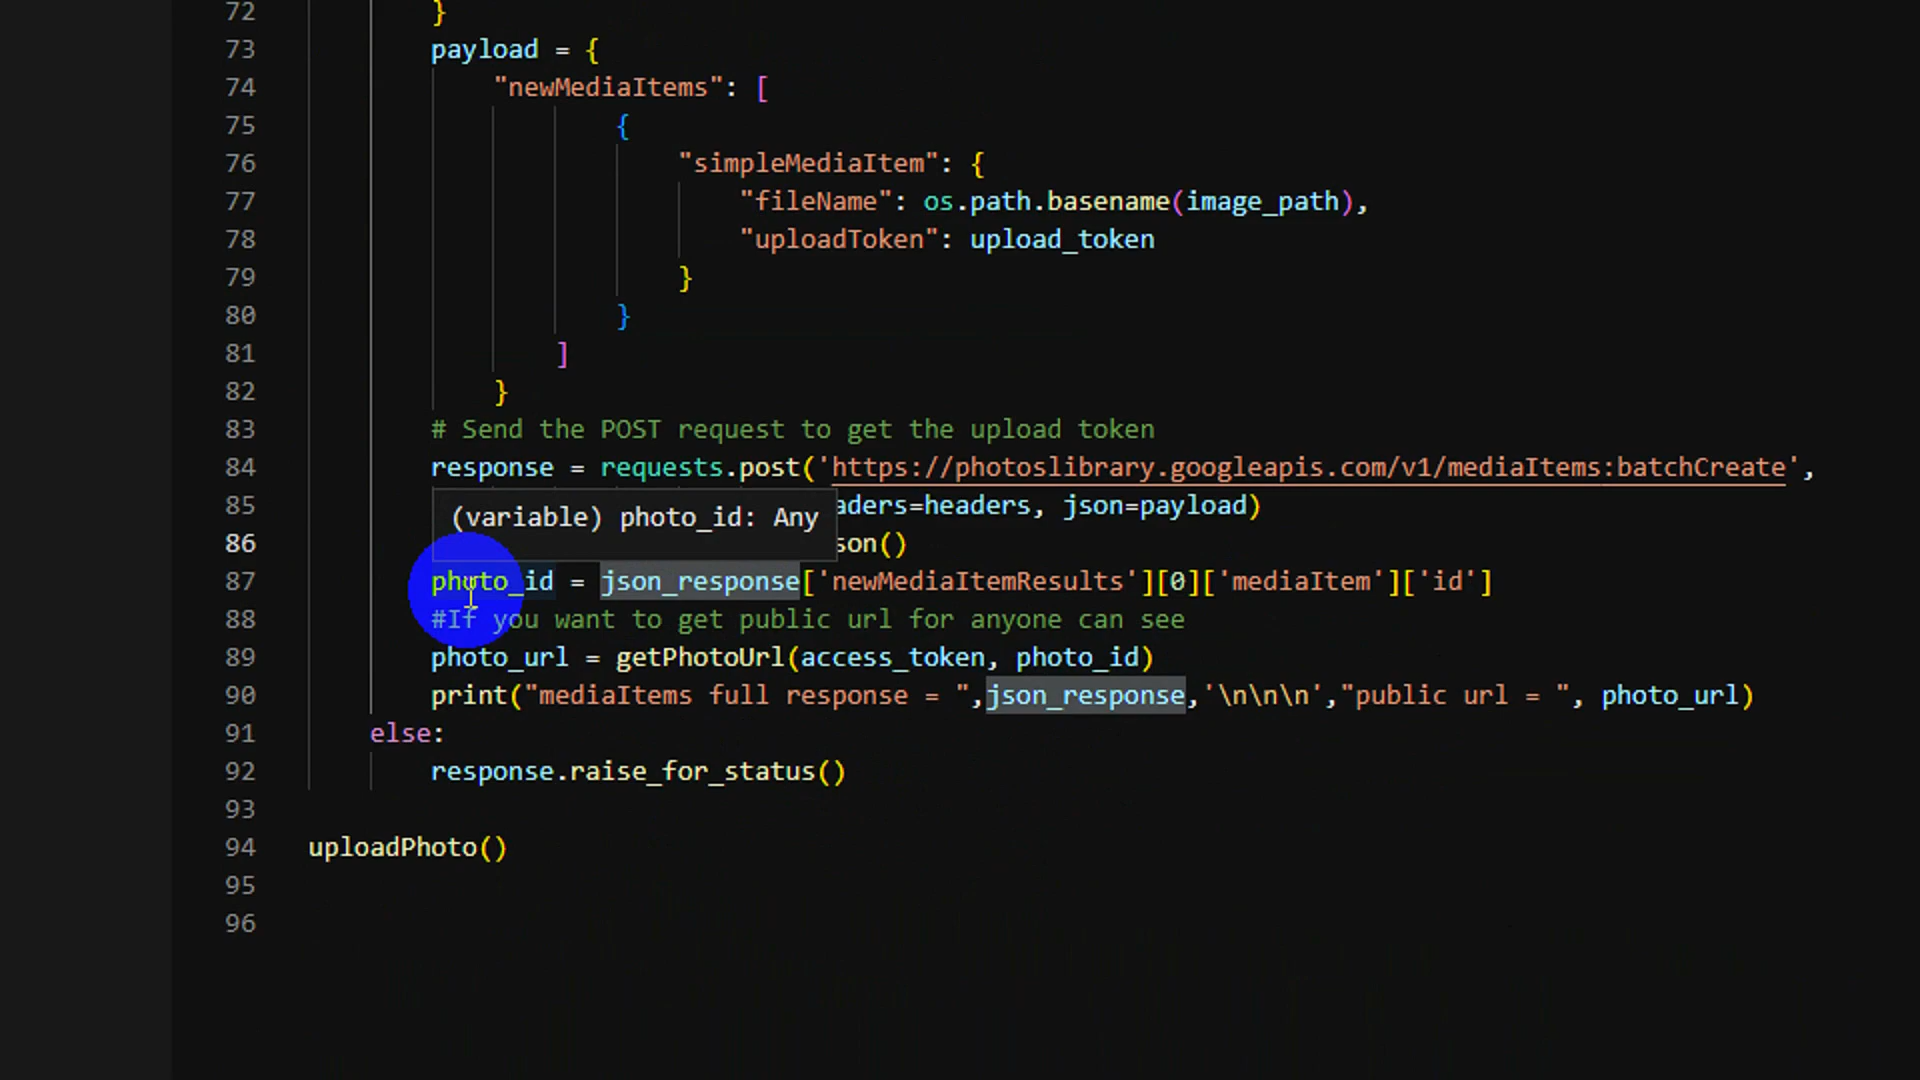 72 }
73 payload = {
74 "newMediaItems": [
75 {
76 "simpleMediaItem": {
77 "fileName": os.path.basename(image_path),
78 "uploadToken": upload_token
79 }
80 }
81 ]
82 }
83 # Send the POST request to get the upload token
84 response = requests.post('https://photoslibrary.googleapis.com/v1/mediaItems:batchCreate',
85 aders=headers, json=payload)
(variable) photo_id: Any
86 son()
87 photo_id = json_response['newMediaItemResults'][0]['mediaItem']['id']
88 #If you want to get public url for anyone can see
89 photo_url = getPhotoUrl(access_token, photo_id)
90 print("mediaItems full response = ",json_response,'\n\n\n',"public url = ", photo_url)
91 else:
92 response.raise_for_status()
93
94 uploadPhoto()
95
96